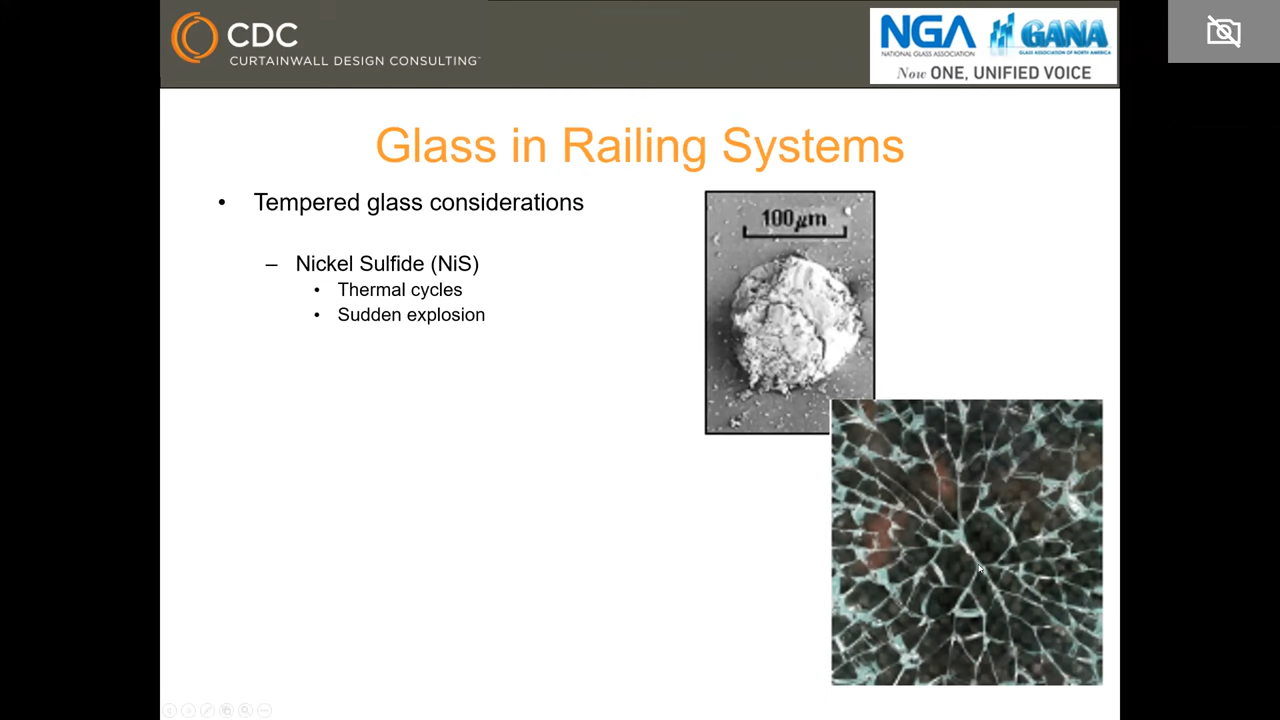 CDC
CURTAINWALL DESIGN CONSULTING
NGA
NATIONAL GLASS ASSOCIATION
GANA
GLASS ASSOCIATION OF NORTH AMERICA
Now ONE, UNIFIED VOICE
Glass in Railing Systems
• Tempered glass considerations
– Nickel Sulfide (NiS)
• Thermal cycles
• Sudden explosion
100μm